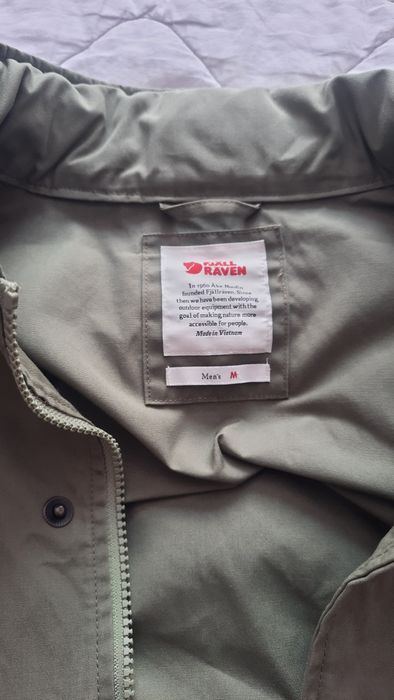 FJÄLL
RÄVEN
In 1960 Åke Nordin
founded Fjällräven. Since
then we have been developing
outdoor equipment with the
goal of making nature more
accessible for people.
Made in Vietnam
Men's M